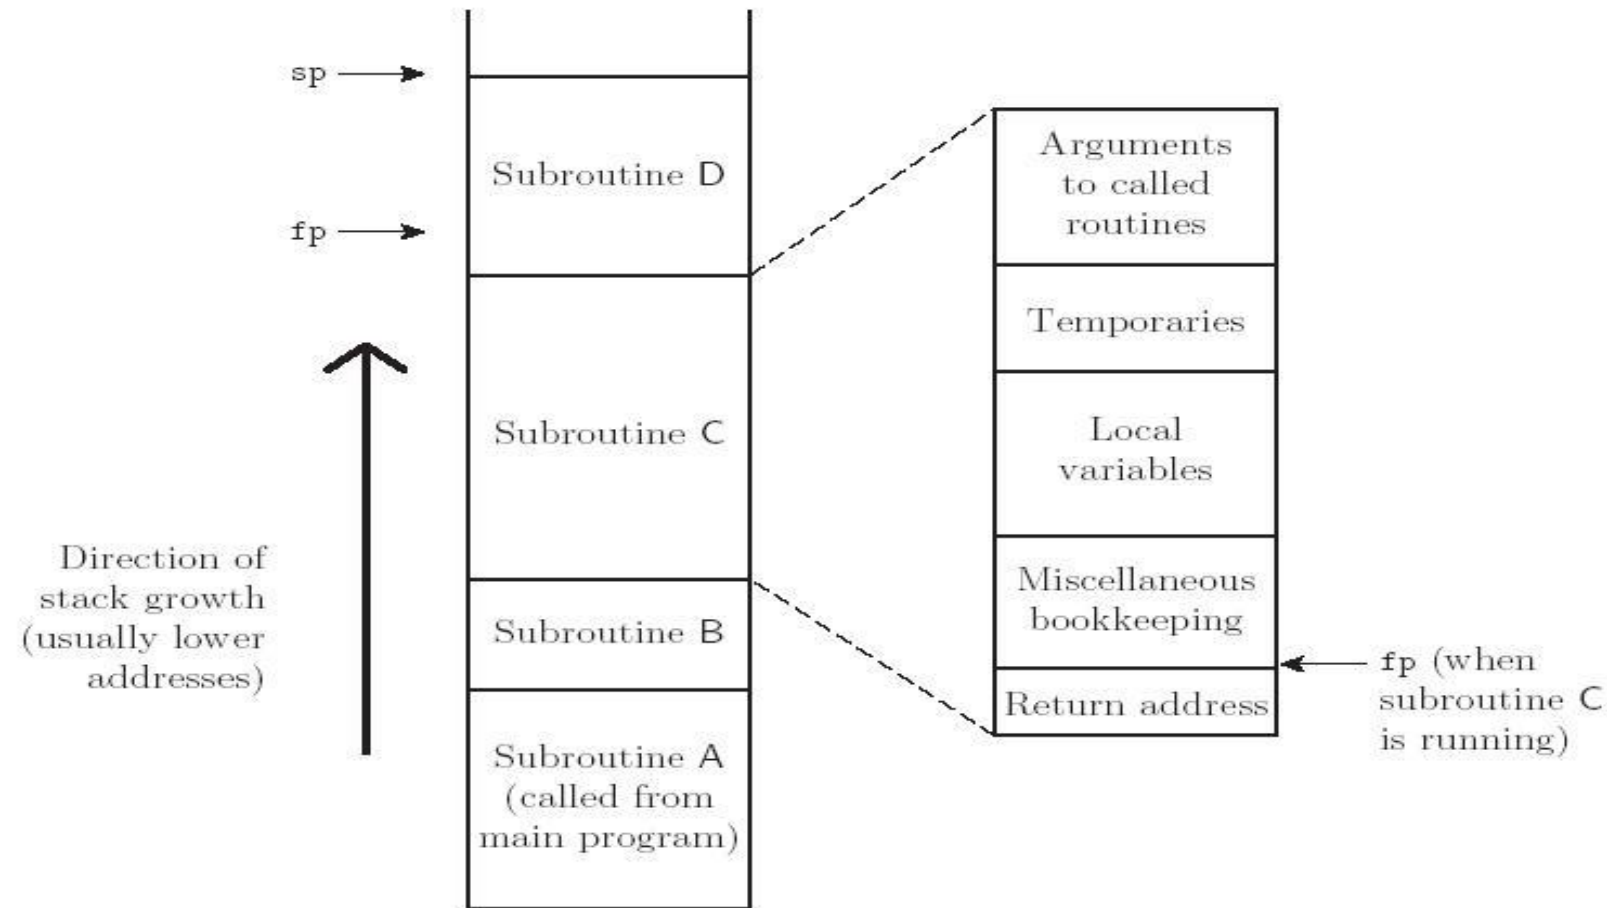 sp
Subroutine D
fp
Subroutine C
Direction of
stack growth
(usually lower
addresses)
Subroutine B
Subroutine A
(called from
main program)
Arguments
to called
routines
Temporaries
Local
variables
Miscellaneous
bookkeeping
Return address
fp (when
subroutine C
is running)